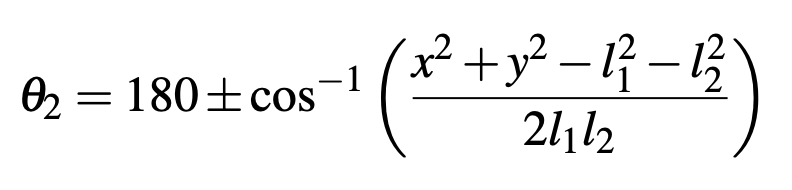 θ₂ = 180 ± cos⁻¹ ( (x² + y² − l₁² − l₂²) / (2l₁l₂) )